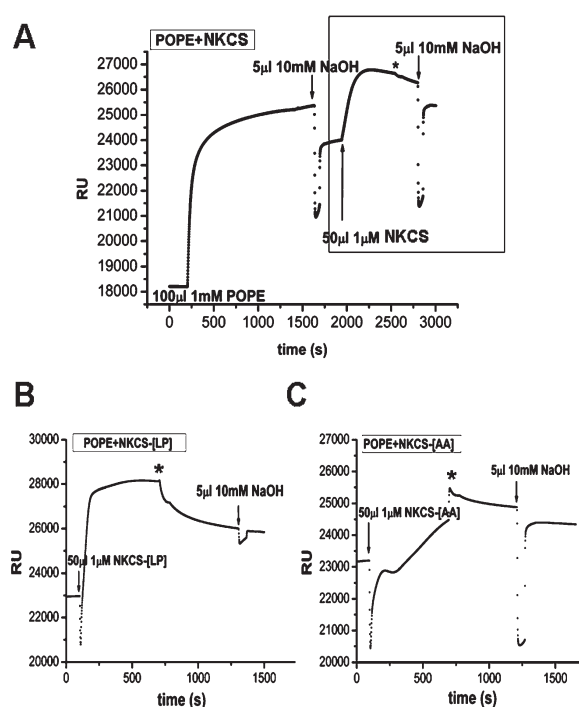 A
POPE+NKCS
5μl 10mM NaOH
5μl 10mM NaOH
*
27000
26000
25000
24000
23000
22000
21000
20000
19000
18000
RU
50μl 1μM NKCS
100μl 1mM POPE
0 500 1000 1500 2000 2500 3000
time (s)
B
POPE+NKCS-[LP]
*
5μl 10mM NaOH
50μl 1μM NKCS-[LP]
30000
28000
26000
24000
22000
20000
RU
0 500 1000 1500
time (s)
C
POPE+NKCS-[AA]
*
5μl 10mM NaOH
50μl 1μM NKCS-[AA]
27000
26000
25000
24000
23000
22000
21000
20000
RU
0 500 1000 1500
time (s)